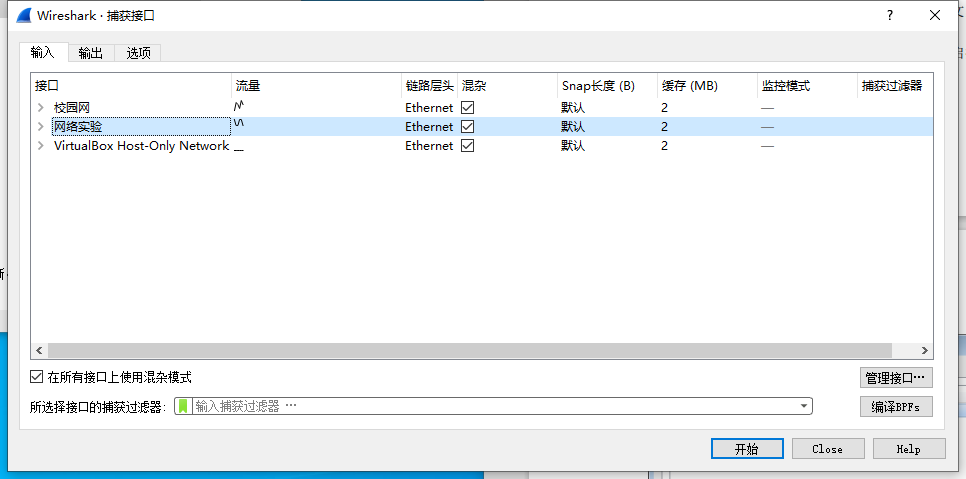 Wireshark · 捕获接口
输入 输出 选项
接口 流量 链路层头 混杂 Snap长度 (B) 缓存 (MB) 监控模式 捕获过滤器
校园网 Ethernet 默认 2 —
网络实验 Ethernet 默认 2 —
VirtualBox Host-Only Network Ethernet 默认 2 —
在所有接口上使用混杂模式
管理接口…
所选择接口的捕获过滤器: 输入捕获过滤器 …
编译BPFs
开始 Close Help